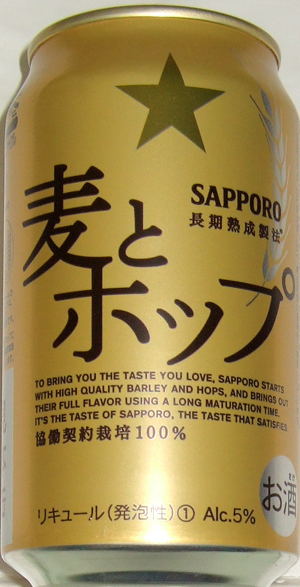 SAPPORO
長期熟成製法
麦と
ホップ
TO BRING YOU THE TASTE YOU LOVE, SAPPORO STARTS
WITH HIGH QUALITY BARLEY AND HOPS, AND BRINGS OUT
THEIR FULL FLAVOR USING A LONG MATURATION TIME.
IT'S THE TASTE OF SAPPORO, THE TASTE THAT SATISFIES.
協働契約栽培100%
お酒
リキュール(発泡性)① Alc.5%